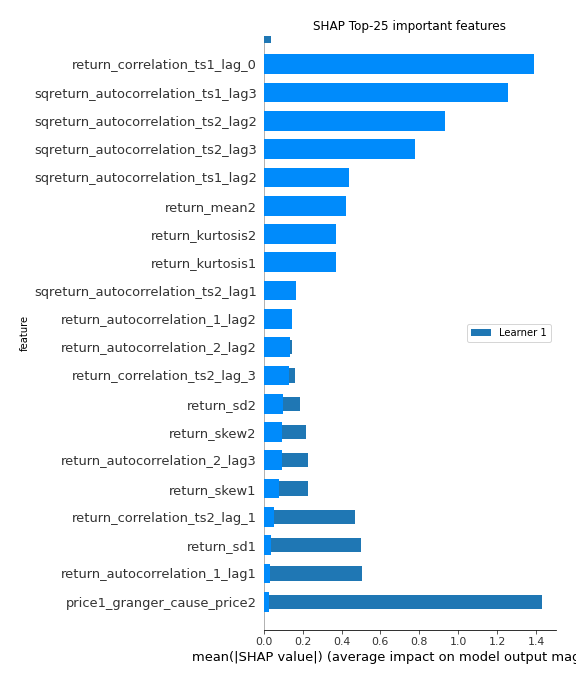 SHAP Top-25 important features
return_correlation_ts1_lag_0
sqreturn_autocorrelation_ts1_lag3
sqreturn_autocorrelation_ts2_lag2
sqreturn_autocorrelation_ts2_lag3
sqreturn_autocorrelation_ts1_lag2
return_mean2
return_kurtosis2
return_kurtosis1
sqreturn_autocorrelation_ts2_lag1
return_autocorrelation_1_lag2
feature
Learner 1
return_autocorrelation_2_lag2
return_correlation_ts2_lag_3
return_sd2
return_skew2
return_autocorrelation_2_lag3
return_skew1
return_correlation_ts2_lag_1
return_sd1
return_autocorrelation_1_lag1
price1_granger_cause_price2
0.0 0.2 0.4 0.6 0.8 1.0 1.2 1.4
mean(|SHAP value|) (average impact on model output mag